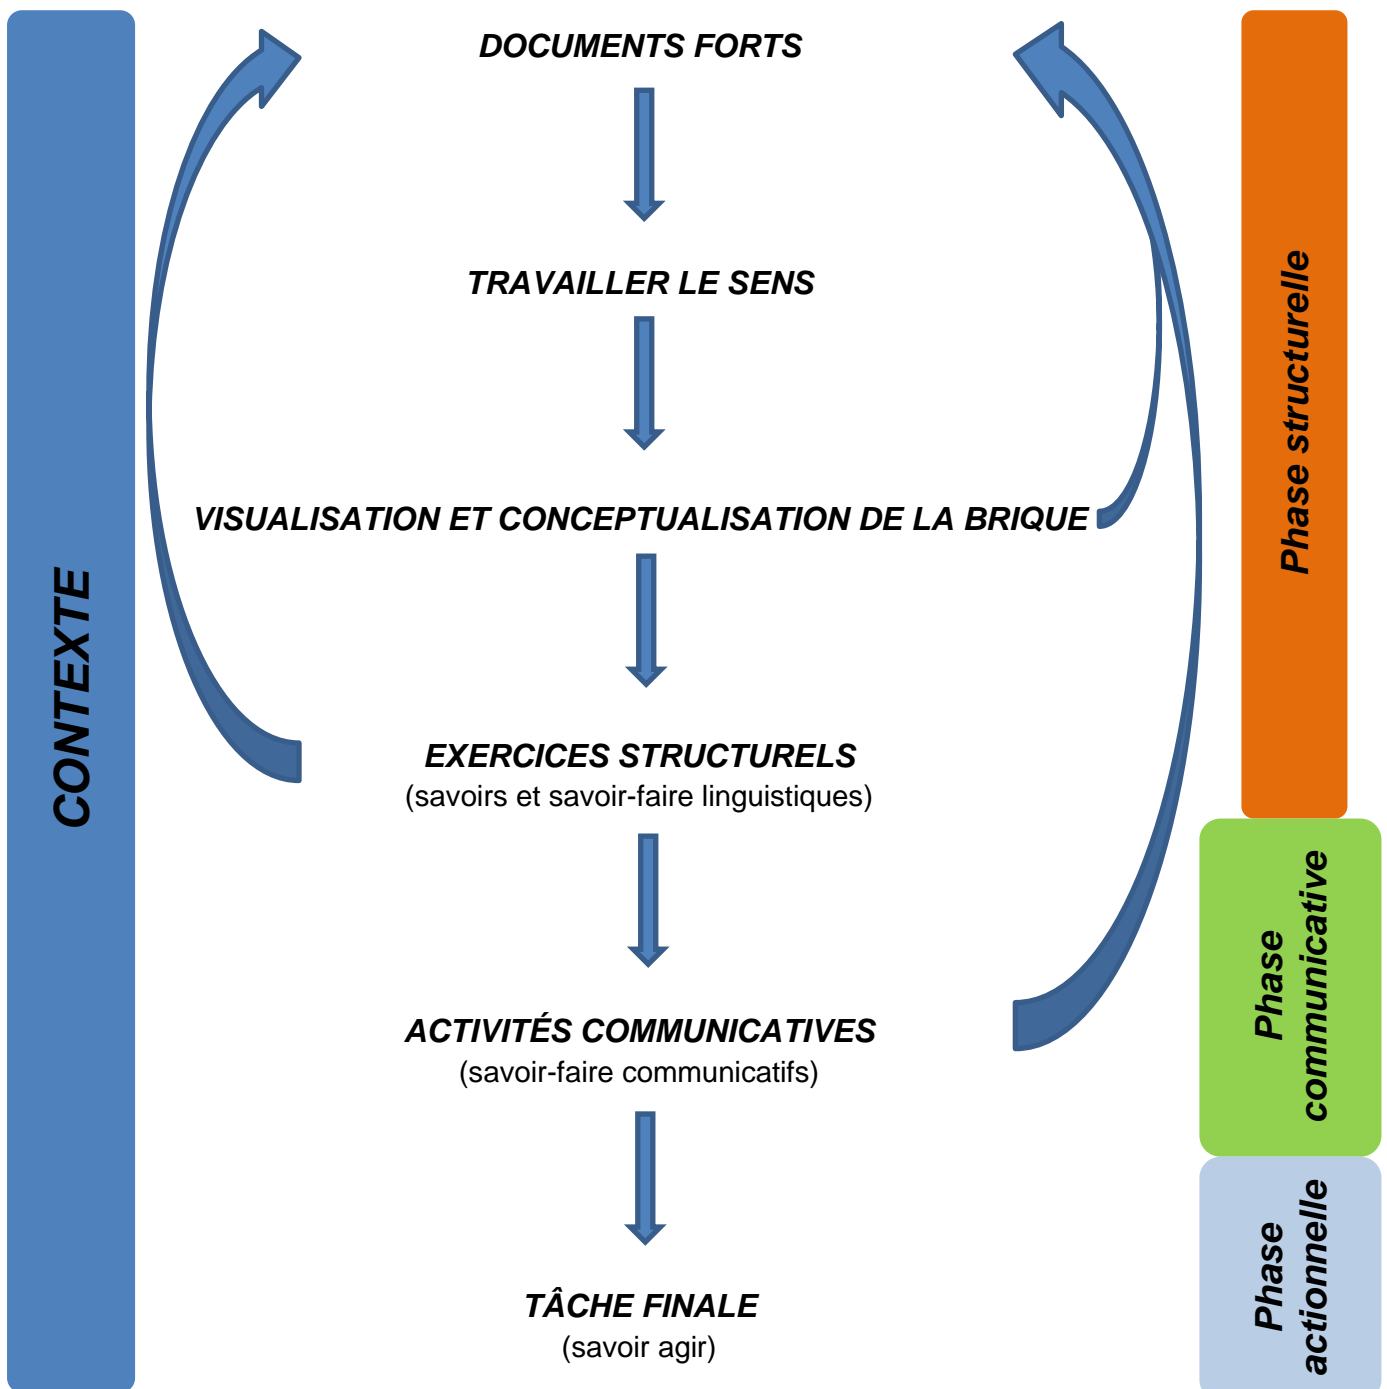 DOCUMENTS FORTS
TRAVAILLER LE SENS
VISUALISATION ET CONCEPTUALISATION DE LA BRIQUE
EXERCICES STRUCTURELS
(savoirs et savoir-faire linguistiques)
ACTIVITÉS COMMUNICATIVES
(savoir-faire communicatifs)
TÂCHE FINALE
(savoir agir)
CONTEXTE
Phase structurelle
Phase
communicative
Phase
actionnelle